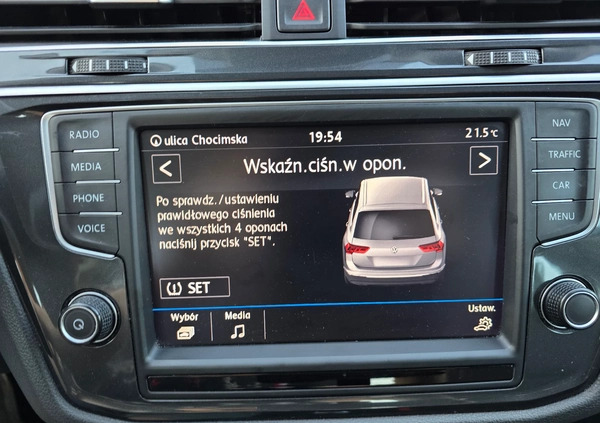 RADIO
MEDIA
PHONE
VOICE
ulica Chocimska 19:54 21.5°C
< Wskaźn.ciśn.w opon. >
Po sprawdz./ustawieniu
prawidłowego ciśnienia
we wszystkich 4 oponach
naciśnij przycisk "SET".
SET
Wybór Media Ustaw.
NAV
TRAFFIC
CAR
MENU